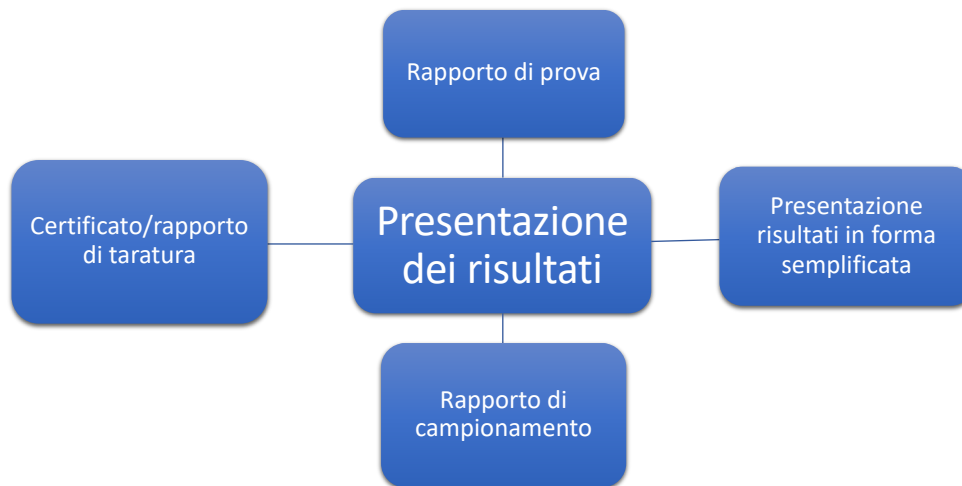 Rapporto di prova
Certificato/rapporto
di taratura
Presentazione
dei risultati
Presentazione
risultati in forma
semplificata
Rapporto di
campionamento